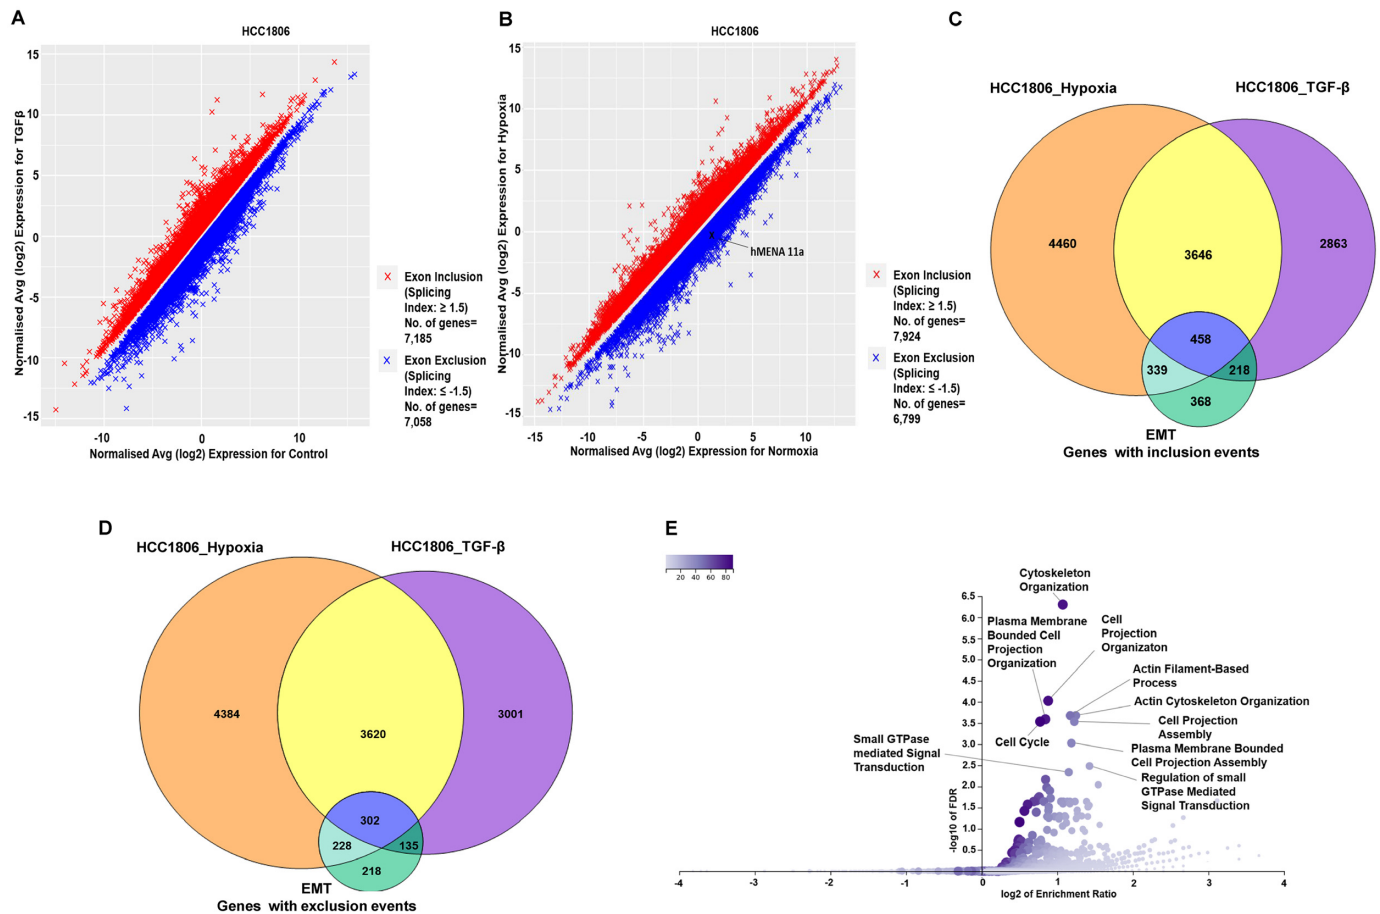 A
HCC1806
Normalised Avg (log2) Expression for TGFβ
15
10
5
0
-5
-10
-15
-10
0
10
Normalised Avg (log2) Expression for Control
Exon Inclusion
(Splicing
Index: ≥ 1.5)
No. of genes=
7,185
Exon Exclusion
(Splicing
Index: ≤ -1.5)
No. of genes=
7,058
B
HCC1806
Normalised Avg (log2) Expression for Hypoxia
15
10
5
0
-5
-10
-15
hMENA 11a
-15
-10
-5
0
5
10
Normalised Avg (log2) Expression for Normoxia
Exon Inclusion
(Splicing
Index: ≥ 1.5)
No. of genes=
7,924
Exon Exclusion
(Splicing
Index: ≤ -1.5)
No. of genes=
6,799
C
HCC1806_Hypoxia
HCC1806_TGF-β
4460
3646
2863
458
339
218
368
EMT
Genes with inclusion events
D
HCC1806_Hypoxia
HCC1806_TGF-β
4384
3620
3001
302
228
135
218
EMT
Genes with exclusion events
E
20 40 60 80
Cytoskeleton
Organization
Plasma Membrane
Bounded Cell
Projection
Organization
Cell
Projection
Organizaton
Actin Filament-Based
Process
Actin Cytoskeleton Organization
Cell Projection
Assembly
Cell Cycle
Plasma Membrane Bounded
Cell Projection Assembly
Small GTPase
mediated Signal
Transduction
Regulation of small
GTPase Mediated
Signal Transduction
-log10 of FDR
6.5
6.0
5.5
5.0
4.5
4.0
3.5
3.0
2.5
2.0
1.5
1.0
0.5
-4
-3
-2
-1
0
1
2
3
4
log2 of Enrichment Ratio